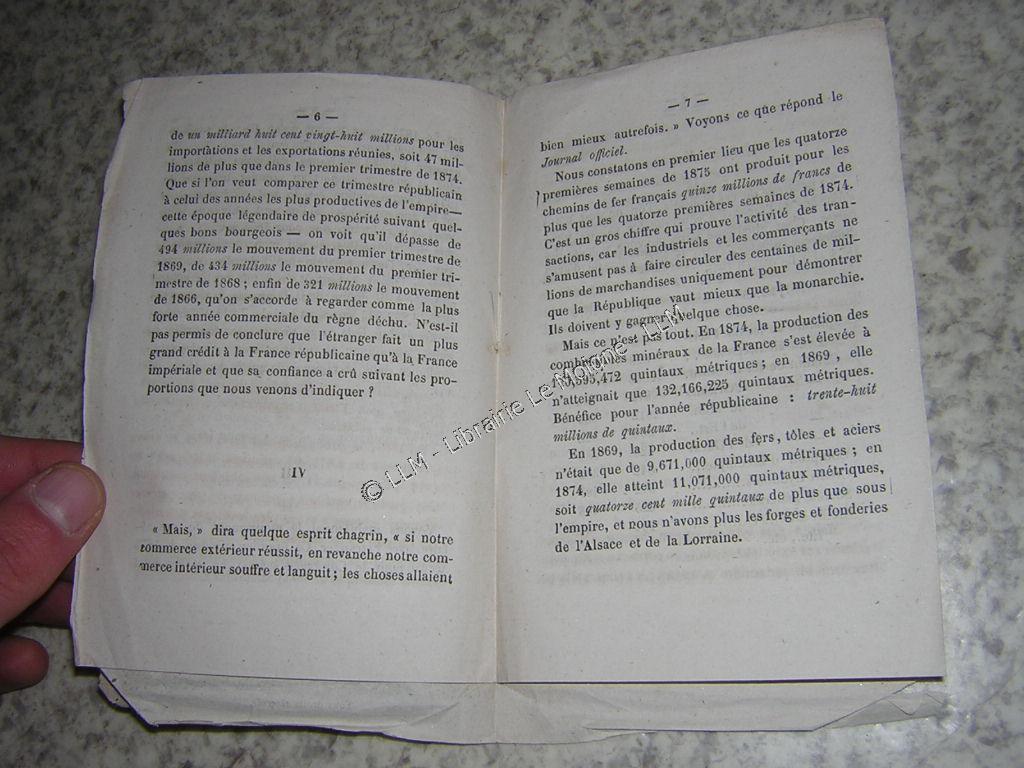 — 6 —
de un milliard huit cent vingt-huit millions pour les
importations et les exportations réunies, soit 47 mil-
lions de plus que dans le premier trimestre de 1874.
Que si l'on veut comparer ce trimestre républicain
à celui des années les plus productives de l'empire—
cette époque légendaire de prospérité suivant quel-
ques bons bourgeois — on voit qu'il dépasse de
494 millions le mouvement du premier trimestre de
1869, de 434 millions le mouvement du premier tri-
mestre de 1868 ; enfin de 321 millions le mouvement
de 1866, qu'on s'accorde à regarder comme la plus
forte année commerciale du règne déchu. N'est-il
pas permis de conclure que l'étranger fait un plus
grand crédit à la France républicaine qu'à la France
impériale et que sa confiance a crû suivant les pro-
portions que nous venons d'indiquer ?
IV
« Mais, » dira quelque esprit chagrin, « si notre
commerce extérieur réussit, en revanche notre com-
merce intérieur souffre et languit ; les choses allaient
— 7 —
bien mieux autrefois. » Voyons ce que répond le
Journal officiel.
Nous constatons en premier lieu que les quatorze
premières semaines de 1875 ont produit pour les
chemins de fer français quinze millions de francs de
plus que les quatorze premières semaines de 1874.
C'est un gros chiffre qui prouve l'activité des tran-
sactions, car les industriels et les commerçants ne
s'amusent pas à faire circuler des centaines de mil-
lions de marchandises uniquement pour démontrer
que la République vaut mieux que la monarchie.
Ils doivent y gagner quelque chose.
Mais ce n'est pas tout. En 1874, la production des
combustibles minéraux de la France s'est élevée à
quintaux métriques ; en 1869, elle
n'atteignait que 132,166,225 quintaux métriques.
Bénéfice pour l'année républicaine : trente-huit
millions de quintaux.
En 1869, la production des fers, tôles et aciers
n'était que de 9,671,000 quintaux métriques ; en
1874, elle atteint 11,071,000 quintaux métriques,
soit quatorze cent mille quintaux de plus que sous
l'empire, et nous n'avons plus les forges et fonderies
de l'Alsace et de la Lorraine.
© LLM - Librairie Le Moigne - LLM